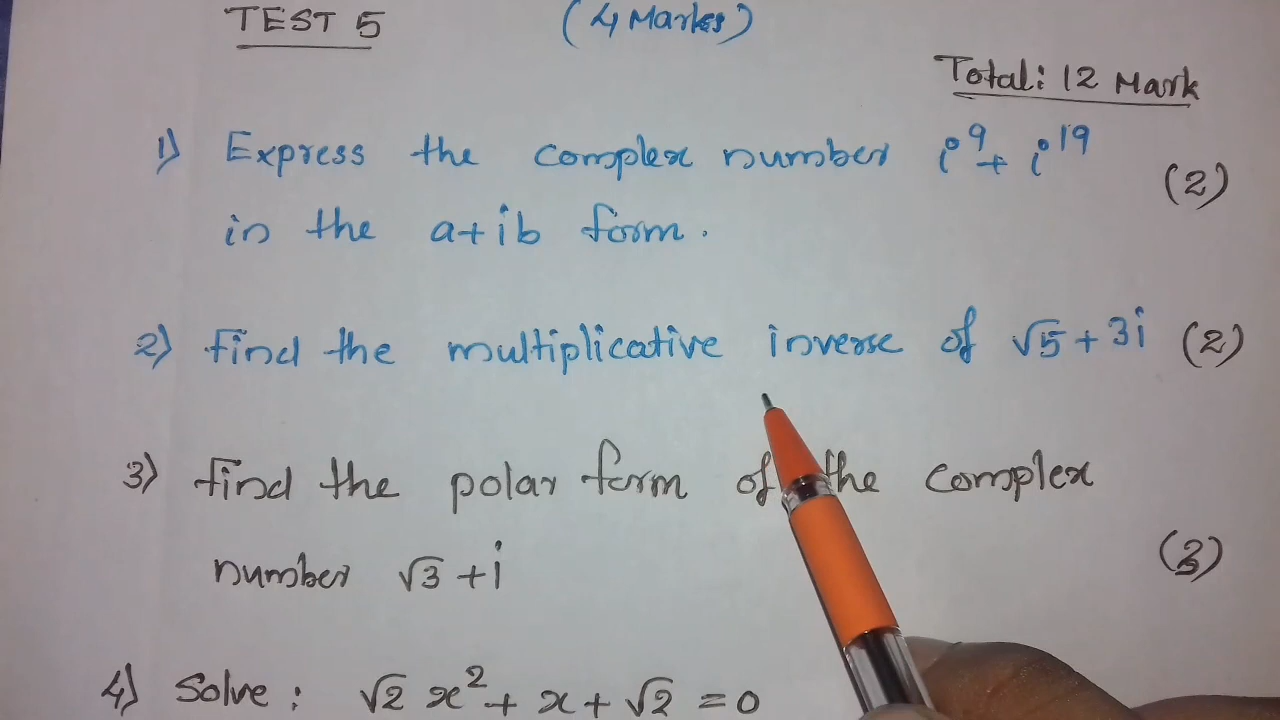 TEST 5 (4 Marks)
Total: 12 Mark
1) Express the complex number i⁹ + i¹⁹ (2)
in the a+ib form.
2) Find the multiplicative inverse of √5 + 3i (2)
3) Find the polar form of the complex
number √3 + i (3)
4) Solve : √2 x² + x + √2 = 0